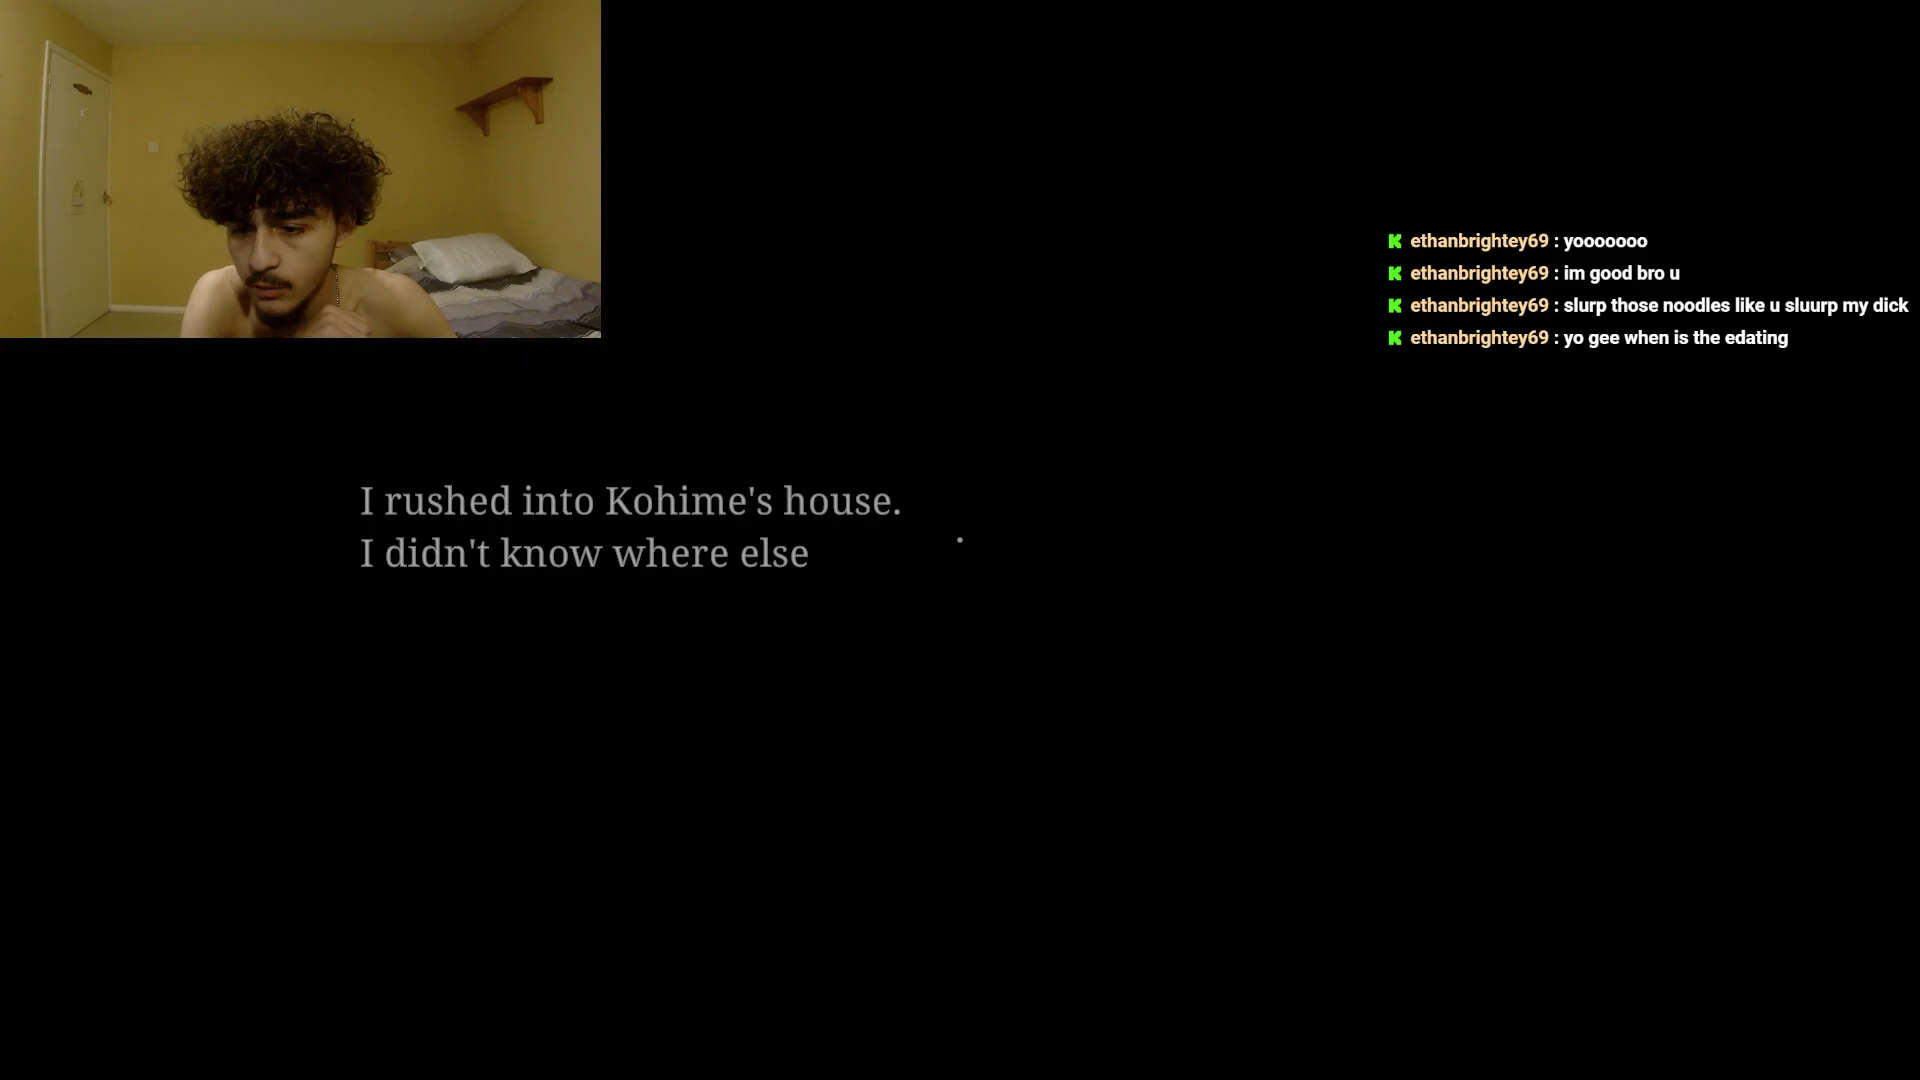 ethanbrightey69 : yooooooo
ethanbrightey69 : im good bro u
ethanbrightey69 : slurp those noodles like u sluurp my dick
ethanbrightey69 : yo gee when is the edating
I rushed into Kohime's house.
I didn't know where else